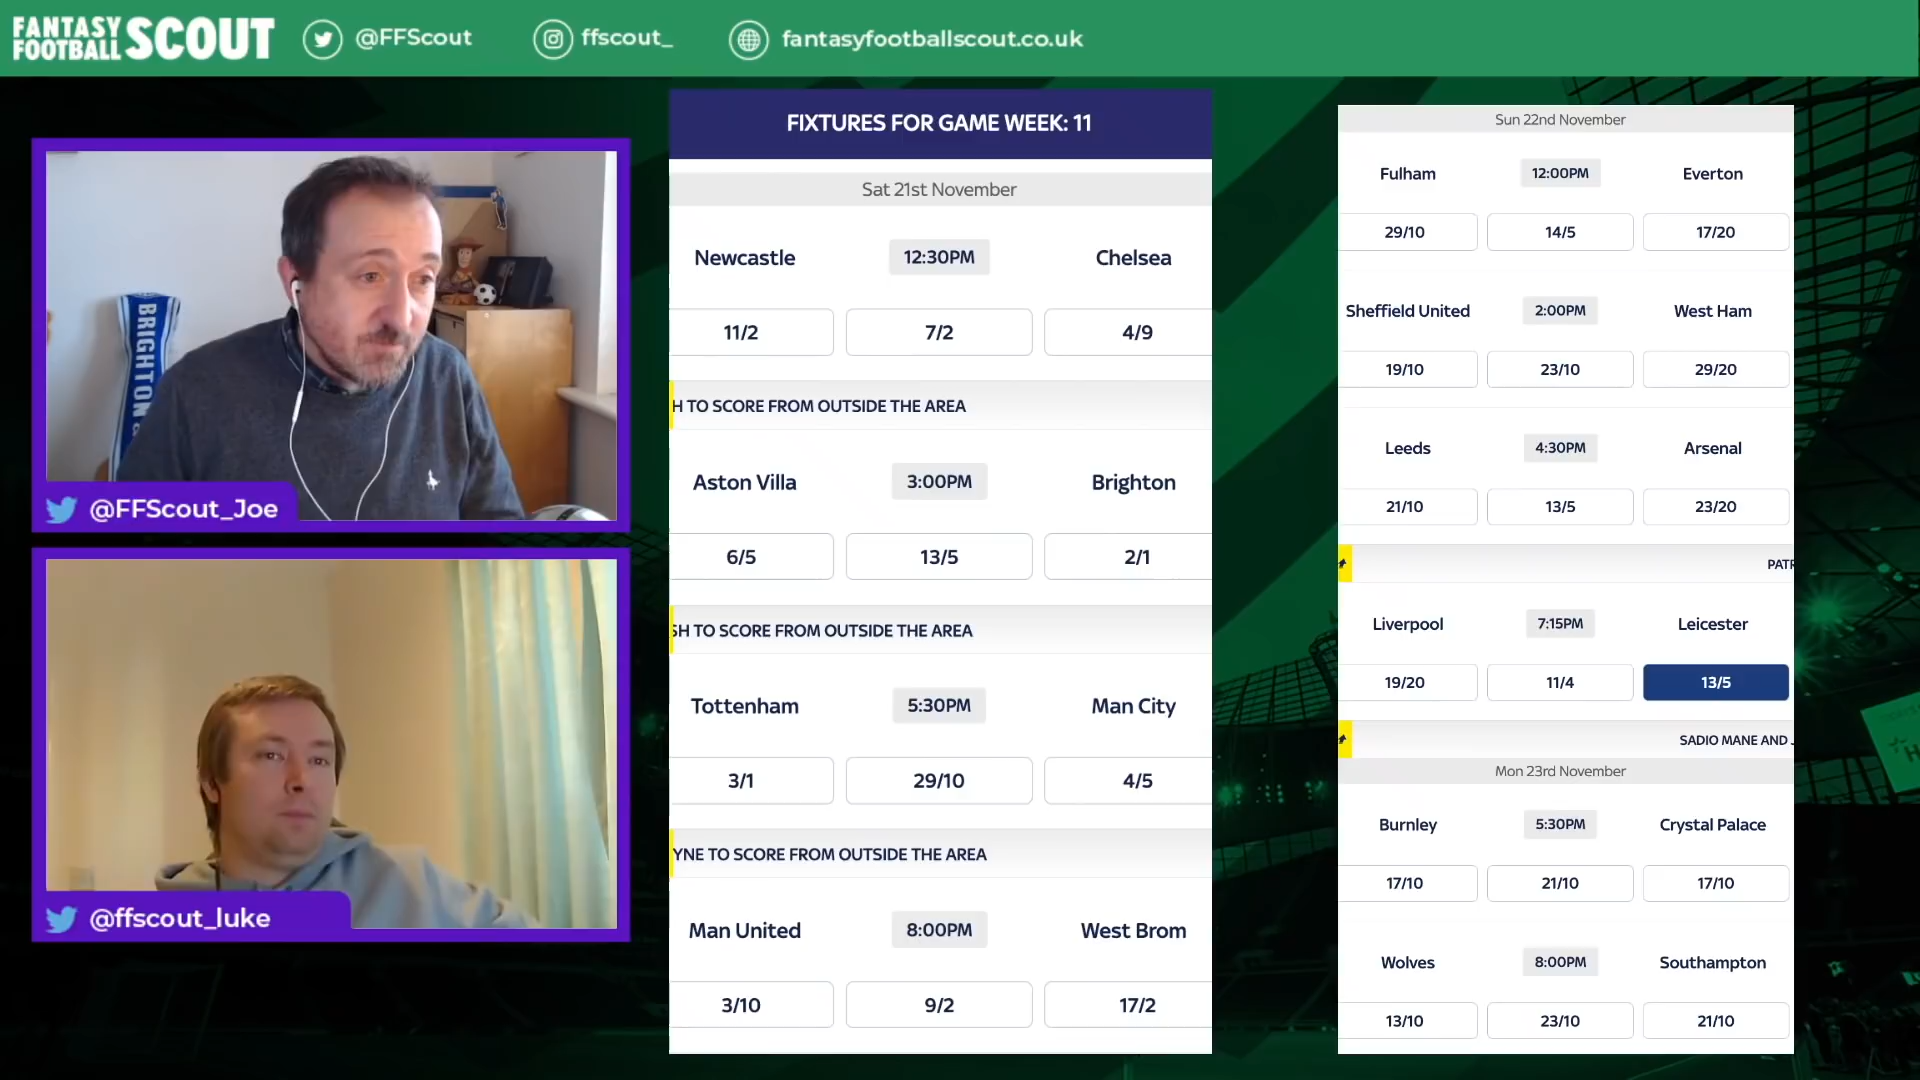 FANTASY FOOTBALL SCOUT
@FFScout
ffscout_
fantasyfootballscout.co.uk
BRIGHTON &
@FFScout_Joe
@ffscout_luke
FIXTURES FOR GAME WEEK: 11
Sat 21st November
Newcastle 12:30PM Chelsea
11/2 7/2 4/9
H TO SCORE FROM OUTSIDE THE AREA
Aston Villa 3:00PM Brighton
6/5 13/5 2/1
SH TO SCORE FROM OUTSIDE THE AREA
Tottenham 5:30PM Man City
3/1 29/10 4/5
YNE TO SCORE FROM OUTSIDE THE AREA
Man United 8:00PM West Brom
3/10 9/2 17/2
Sun 22nd November
Fulham 12:00PM Everton
29/10 14/5 17/20
Sheffield United 2:00PM West Ham
19/10 23/10 29/20
Leeds 4:30PM Arsenal
21/10 13/5 23/20
PATR
Liverpool 7:15PM Leicester
19/20 11/4 13/5
SADIO MANE AND
Mon 23rd November
Burnley 5:30PM Crystal Palace
17/10 21/10 17/10
Wolves 8:00PM Southampton
13/10 23/10 21/10